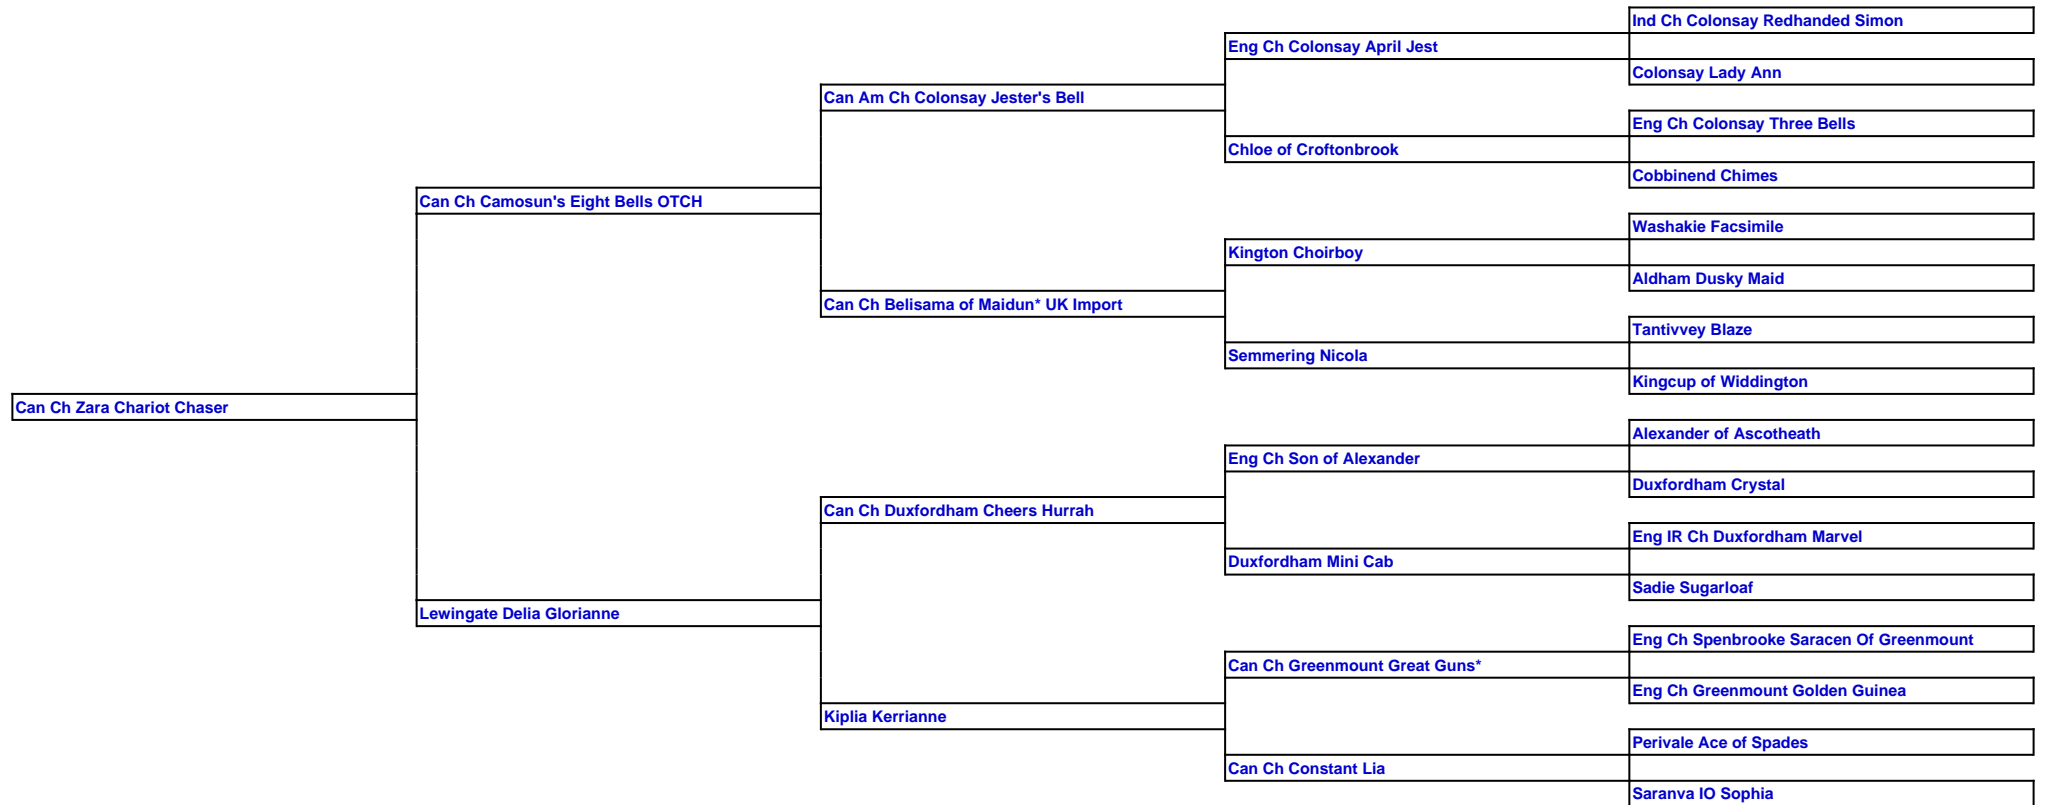 Ind Ch Colonsay Redhanded Simon
Eng Ch Colonsay April Jest
Colonsay Lady Ann
Can Am Ch Colonsay Jester's Bell
Eng Ch Colonsay Three Bells
Chloe of Croftonbrook
Cobbinend Chimes
Can Ch Camosun's Eight Bells OTCH
Washakie Facsimile
Kington Choirboy
Aldham Dusky Maid
Can Ch Belisama of Maidun* UK Import
Tantivvey Blaze
Semmering Nicola
Kingcup of Widdington
Can Ch Zara Chariot Chaser
Alexander of Ascotheath
Eng Ch Son of Alexander
Duxfordham Crystal
Can Ch Duxfordham Cheers Hurrah
Eng IR Ch Duxfordham Marvel
Duxfordham Mini Cab
Sadie Sugarloaf
Lewingate Delia Glorianne
Eng Ch Spenbrooke Saracen Of Greenmount
Can Ch Greenmount Great Guns*
Eng Ch Greenmount Golden Guinea
Kiplia Kerrianne
Perivale Ace of Spades
Can Ch Constant Lia
Saranva IO Sophia